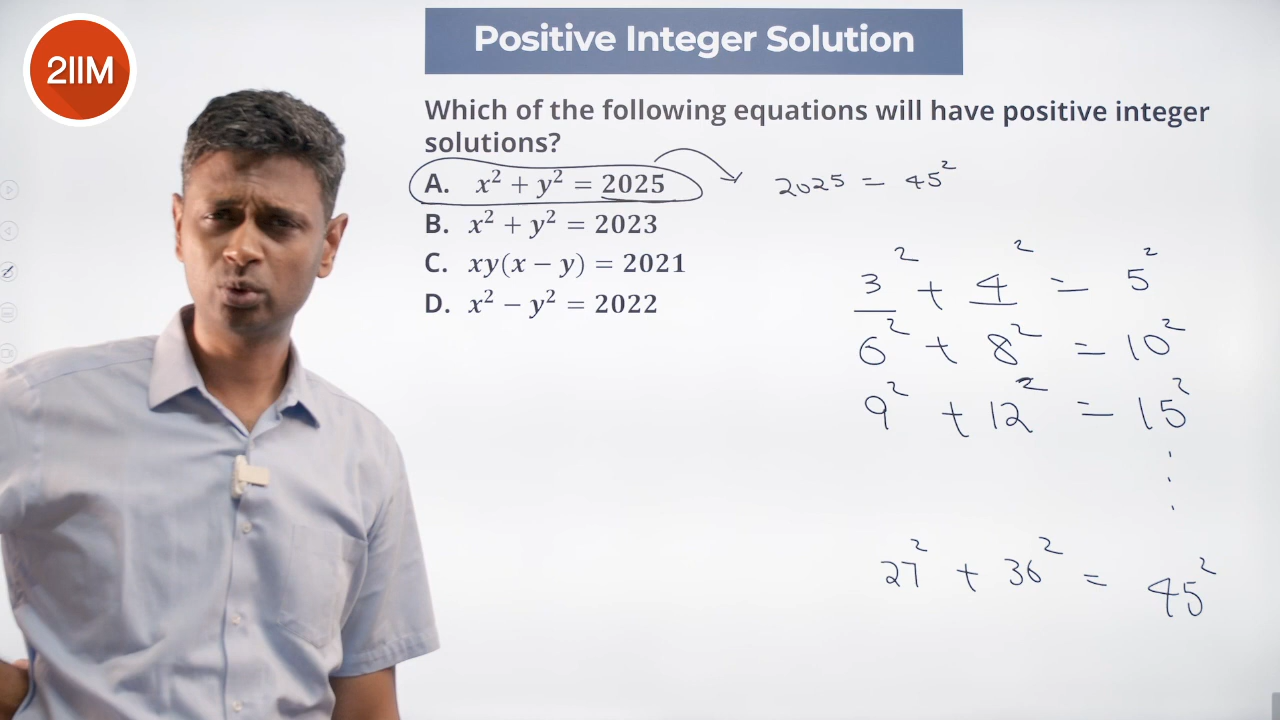 2IIM
Positive Integer Solution
Which of the following equations will have positive integer
solutions?
A. x² + y² = 2025
2025 = 45²
B. x² + y² = 2023
C. xy(x − y) = 2021
D. x² − y² = 2022
3² + 4² = 5²
6² + 8² = 10²
9² + 12² = 15²
27² + 36² = 45²